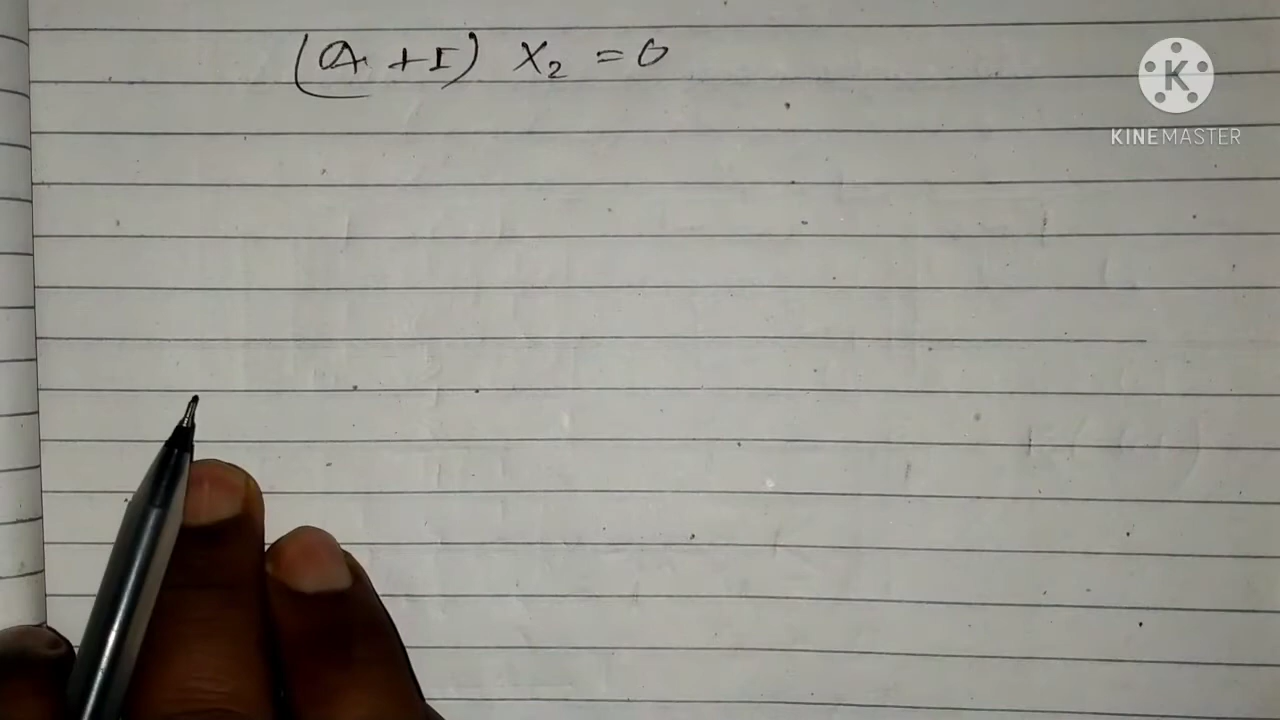 (A + I) X₂ = 0
K
KINEMASTER